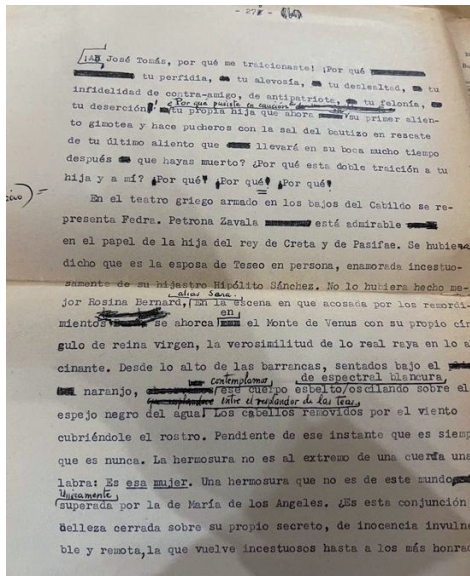 - 27
¡Ah José Tomás, por qué me traicionaste! ¡Por qué
tu perfidia, tu alevosía, tu deslealtad, tu
infidelidad de contra-amigo, de antipatriota, tu felonía,
¿Por qué pusiste en caución
tu deserción! tu propia hija que ahora su primer alien-
to gimotea y hace pucheros con la sal del bautizo en rescate
de tu último aliento que llevará en su boca mucho tiempo
después que hayas muerto? ¿Por qué esta doble traición a tu
hija y a mí? ¿Por qué? ¿Por qué? ¿Por qué?
En el teatro griego armado en los bajos del Cabildo se re-
presenta Fedra. Petrona Zavala está admirable
en el papel de la hija del rey de Creta y de Pasifae. Se hubiera
dicho que es la esposa de Teseo en persona, enamorada incestuo-
samente de su hijastro Hipólito Sánchez. No lo hubiera hecho me-
alias Sara.
jor Rosina Bernard, En la escena en que acosada por los remordi-
en
mientos se ahorca el Monte de Venus con su propio cí
gulo de reina virgen, la verosimilitud de lo real raya en lo a
cinante. Desde lo alto de las barrancas, sentados bajo el
contemplamos de espectral blancura,
naranjo, ese cuerpo esbelto/oscilando sobre el
entre el resplandor de las teas,
espejo negro del agua, Los cabellos removidos por el viento
cubriéndole el rostro. Pendiente de ese instante que es siemp
que es nunca. La hermosura no es al extremo de una cuerda una
labra: Es esa mujer. Una hermosura que no es de este mundo,
Únicamente
superada por la de María de los Angeles. ¿Es esta conjunción
belleza cerrada sobre su propio secreto, de inocencia invulne
ble y remota, la que vuelve incestuosos hasta a los más honrad